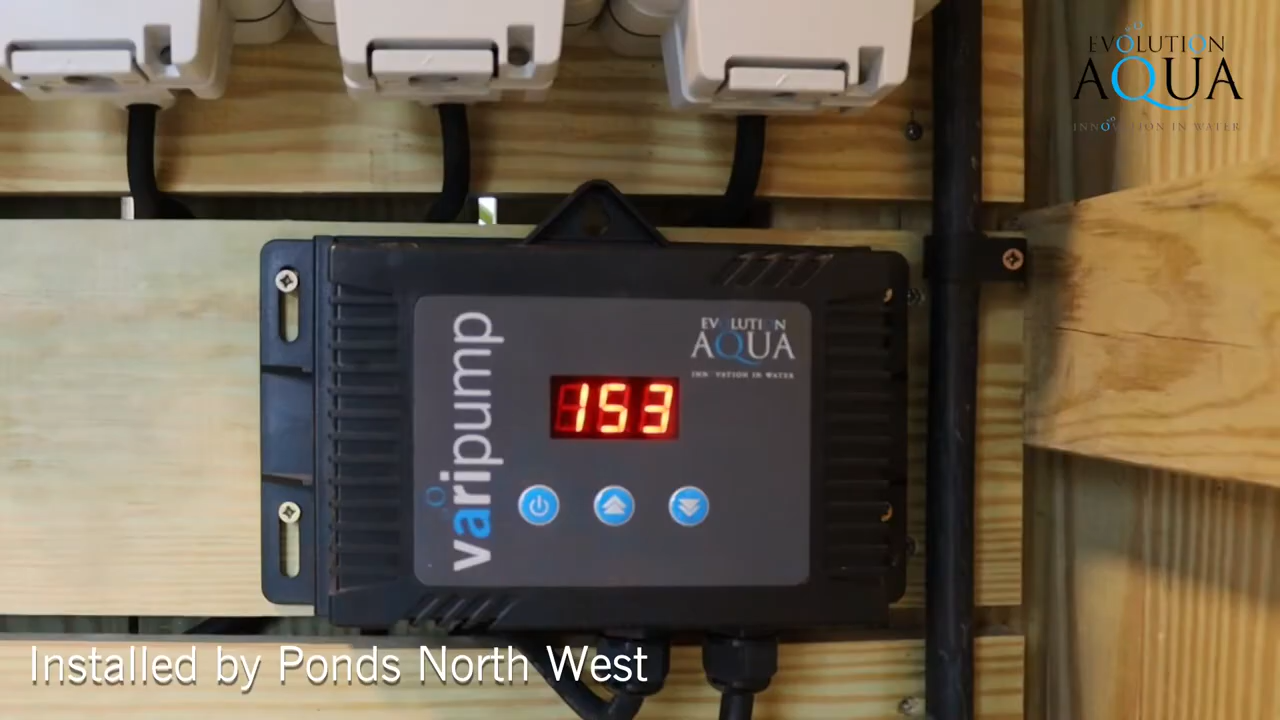 EVOLUTION
AQUA
INNOVATION IN WATER
EVOLUTION
AQUA
INNOVATION IN WATER
varipump
153
Installed by Ponds North West